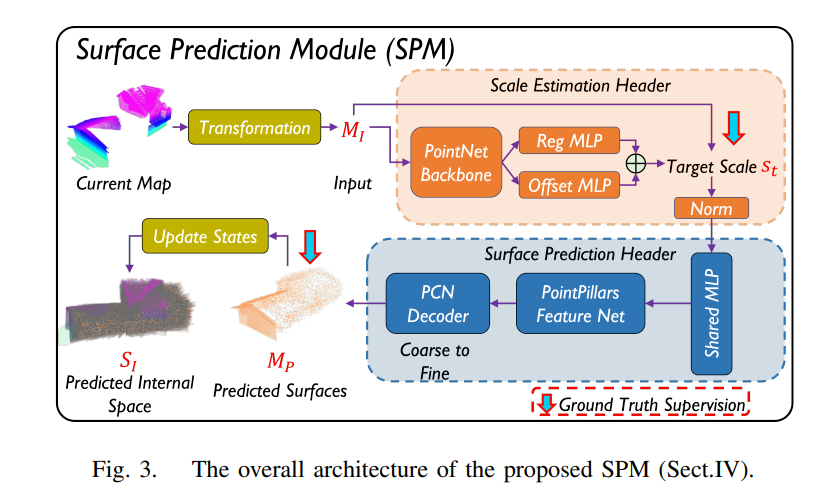 Surface Prediction Module (SPM)
Scale Estimation Header
Transformation
M_I
Current Map
Input
PointNet
Backbone
Reg MLP
Offset MLP
Target Scale s_t
Norm
Surface Prediction Header
Shared MLP
PointPillars
Feature Net
PCN
Decoder
Coarse to
Fine
Update States
S_I
Predicted Internal
Space
M_P
Predicted Surfaces
Ground Truth Supervision
Fig. 3. The overall architecture of the proposed SPM (Sect.IV).